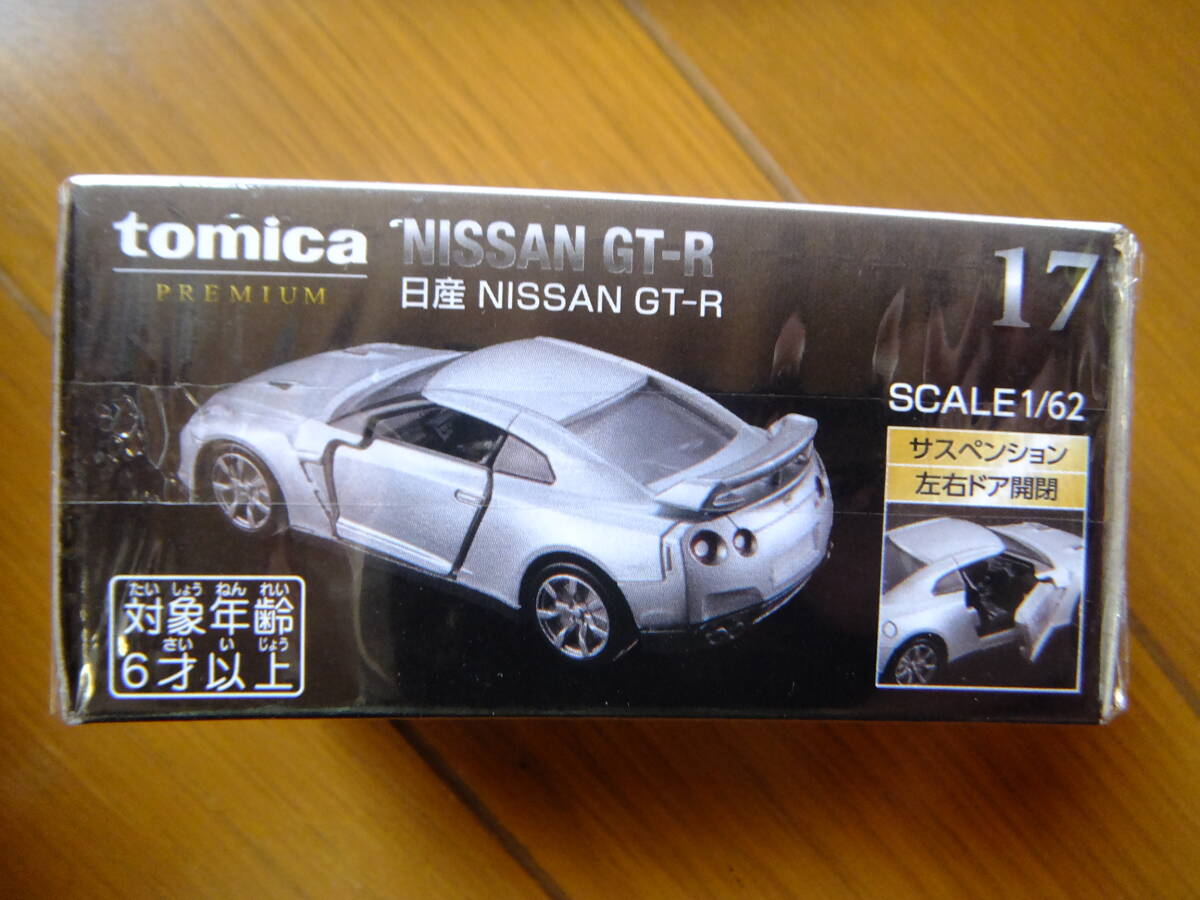 tomica
PREMIUM
NISSAN GT-R
日産 NISSAN GT-R
17
SCALE 1/62
サスペンション
左右ドア開閉
たい しょう ねん れい
対象年齢
さい い じょう
6才以上